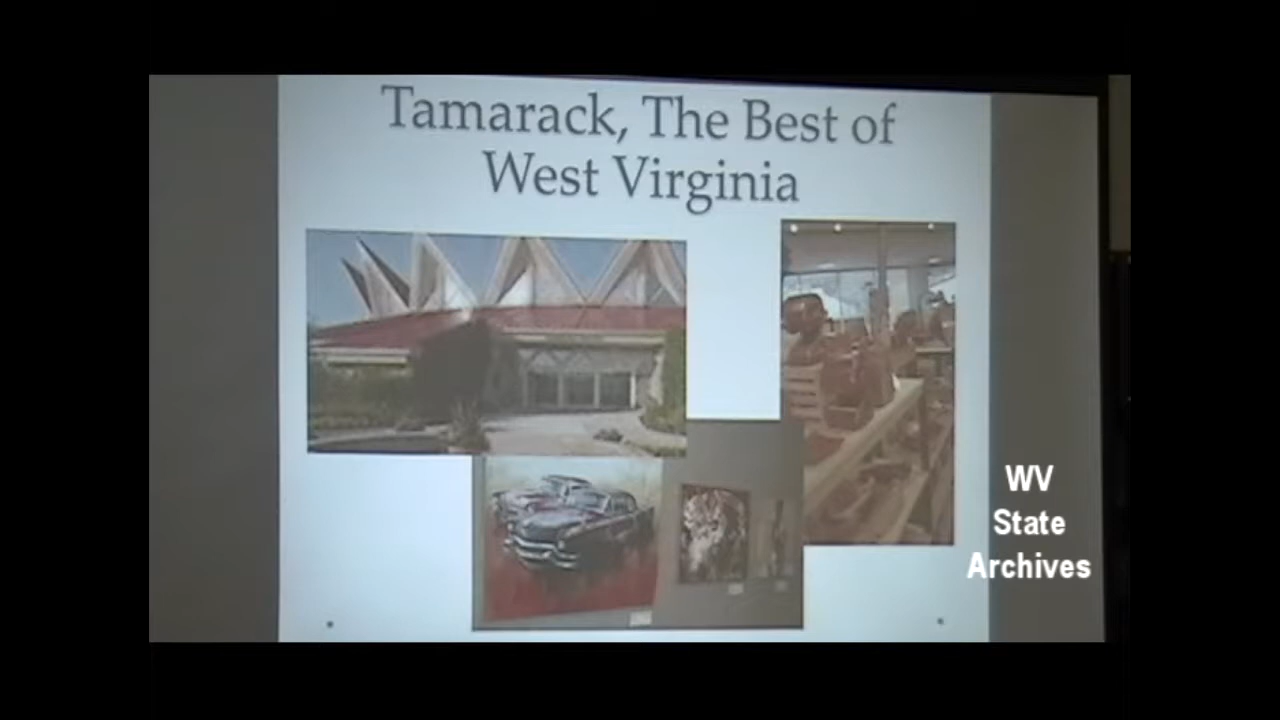 Tamarack, The Best of
West Virginia
WV
State
Archives